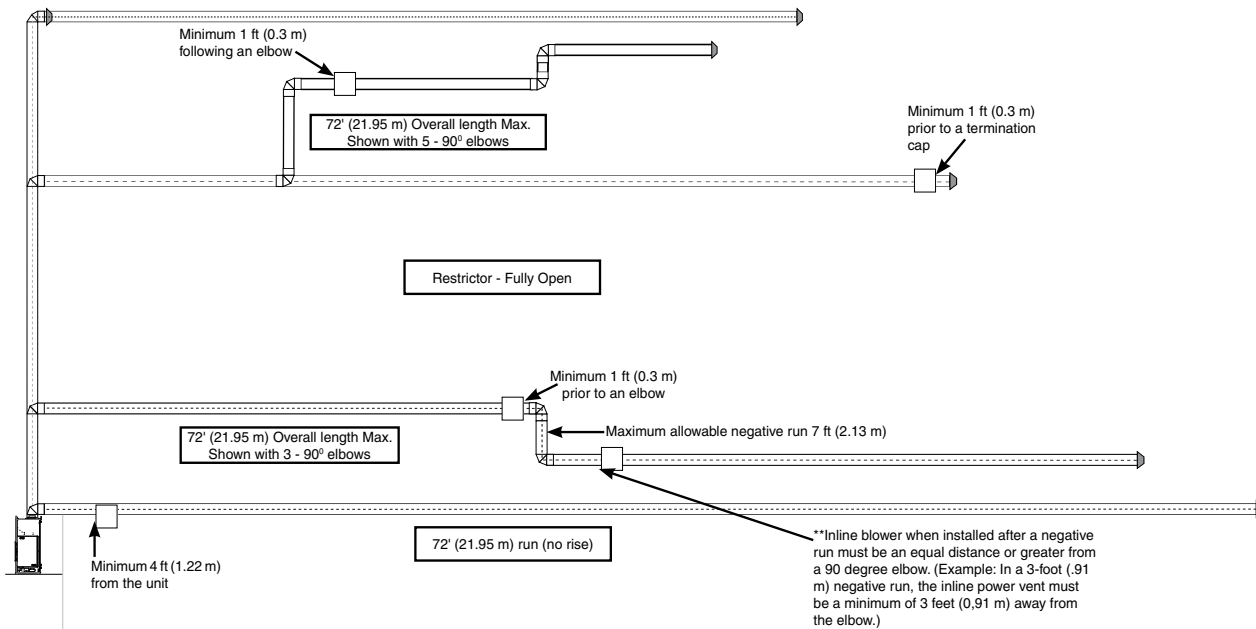 Minimum 1 ft (0.3 m)
following an elbow
72' (21.95 m) Overall length Max.
Shown with 5 - 90⁰ elbows
Minimum 1 ft (0.3 m)
prior to a termination
cap
Restrictor - Fully Open
Minimum 1 ft (0.3 m)
prior to an elbow
72' (21.95 m) Overall length Max.
Shown with 3 - 90⁰ elbows
Maximum allowable negative run 7 ft (2.13 m)
72' (21.95 m) run (no rise)
Minimum 4 ft (1.22 m)
from the unit
**Inline blower when installed after a negative
run must be an equal distance or greater from
a 90 degree elbow. (Example: In a 3-foot (.91
m) negative run, the inline power vent must
be a minimum of 3 feet (0,91 m) away from
the elbow.)